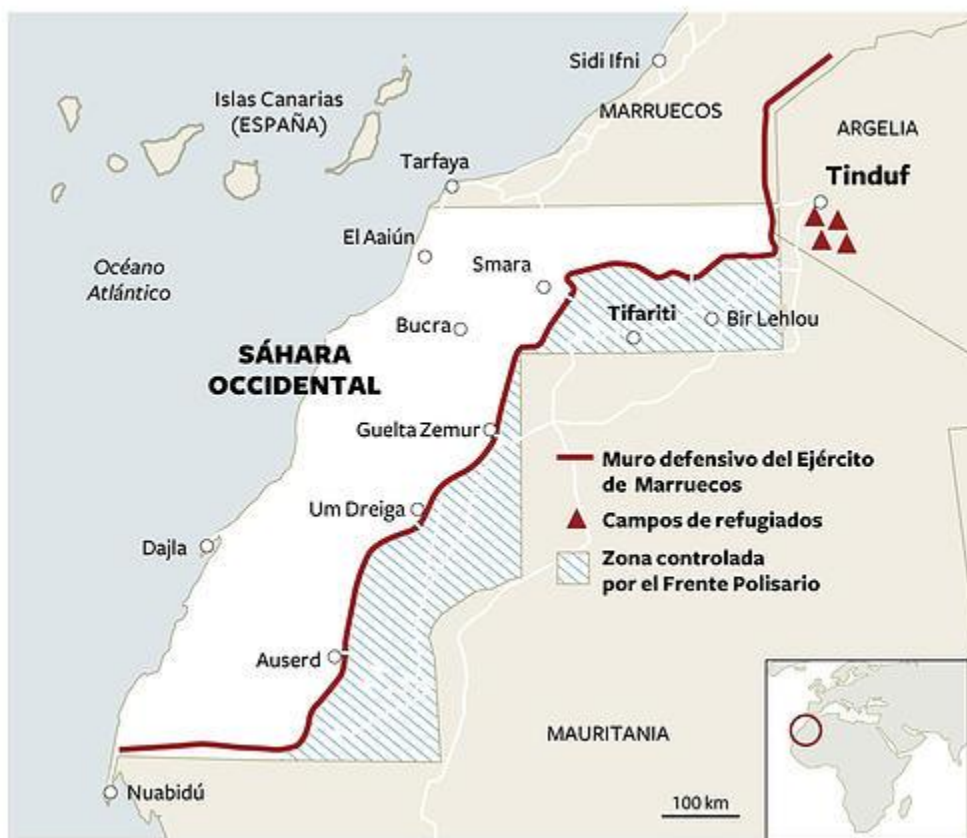 Sidi Ifni
Islas Canarias
(ESPAÑA)
MARRUECOS
ARGELIA
Tarfaya
Tinduf
El Aaiún
Océano
Atlántico
Smara
Bucra
Tifariti
Bir Lehlou
SÁHARA
OCCIDENTAL
Guelta Zemur
Muro defensivo del Ejército
de Marruecos
Um Dreiga
Campos de refugiados
Dajla
Zona controlada
por el Frente Polisario
Auserd
MAURITANIA
Nuabidú
100 km